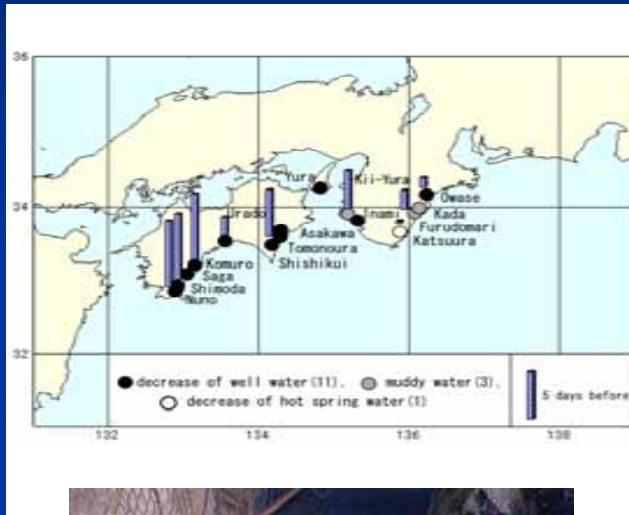 36
Yura
Kii-Yura
Owase
34
Urado
Inami
Kada
Asakawa
Furudomari
Tomonoura
Katsuura
Komuro
Shishikui
Saga
Shimoda
Nuno
32
decrease of well water(11),
muddy water(3),
decrease of hot spring water(1)
5 days before
132
134
136
138